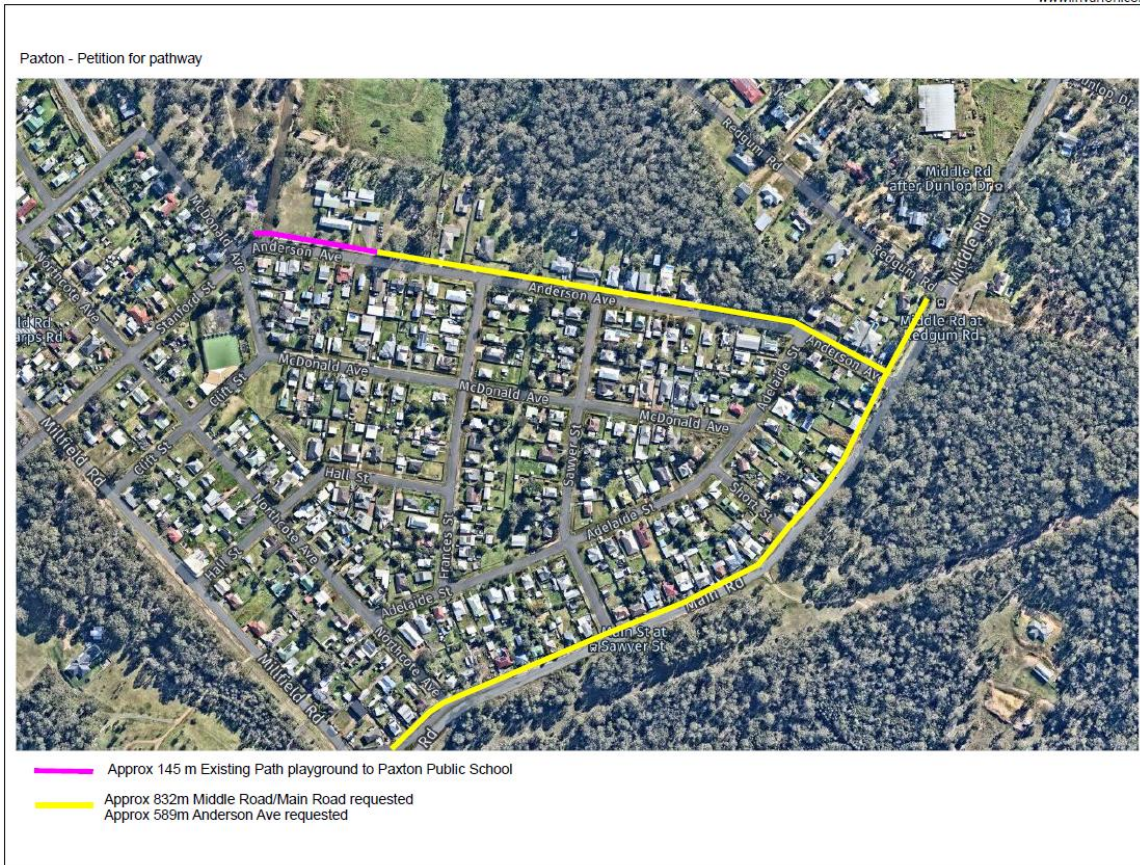 Paxton - Petition for pathway
Dunlop Dr
Redgum Rd
Middle Rd
after Dunlop Dr
Middle Rd
Redgum Rd
McDonald Ave
Anderson Ave
Stanford St
Northcote Ave
Anderson Ave
Middle Rd at
Redgum Rd
Anderson Ave
Adelaide St
McDonald Ave
McDonald Ave
McDonald Ave
Clift St
Clift St
Millfield Rd
Hall St
Sawyer St
Short St
Adelaide St
Northcote Ave
Hall St
Frances St
Main Rd
Adelaide St
Main St at
Sawyer St
Northcote Ave
Millfield Rd
Rd
Approx 145 m Existing Path playground to Paxton Public School
Approx 832m Middle Road/Main Road requested
Approx 589m Anderson Ave requested